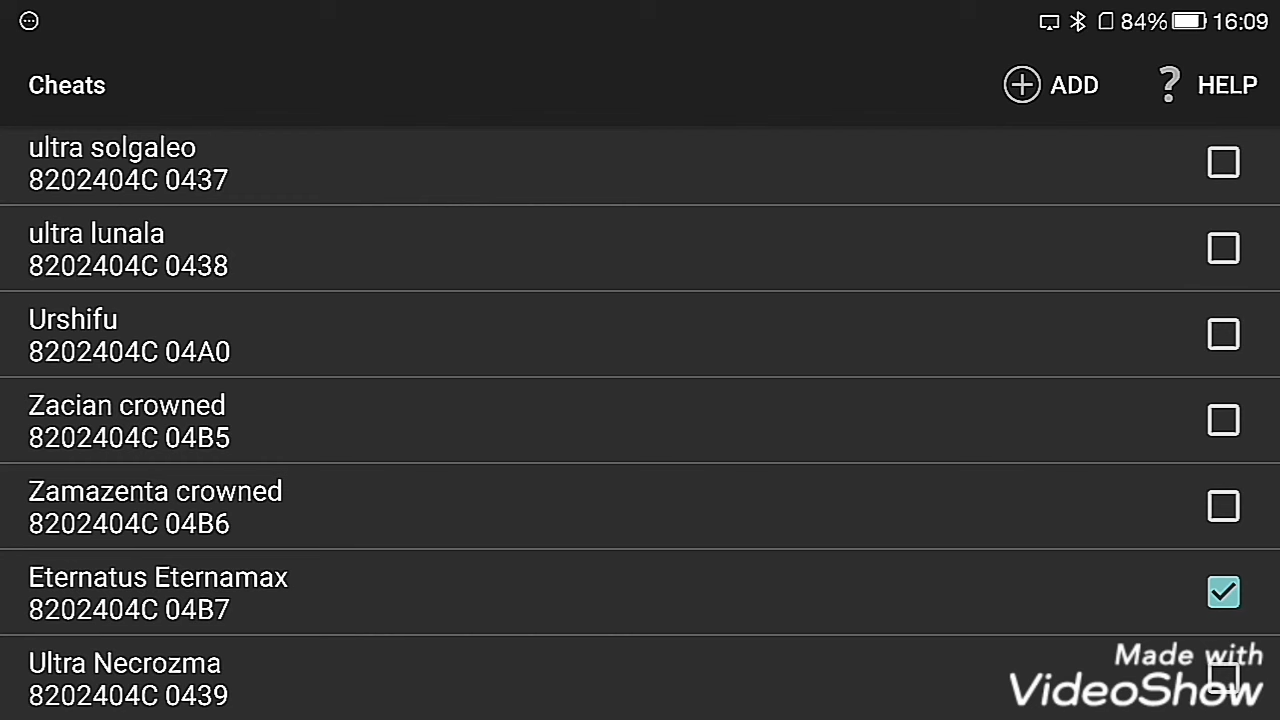 84% 16:09
Cheats ADD ? HELP
ultra solgaleo
8202404C 0437
ultra lunala
8202404C 0438
Urshifu
8202404C 04A0
Zacian crowned
8202404C 04B5
Zamazenta crowned
8202404C 04B6
Eternatus Eternamax
8202404C 04B7
Ultra Necrozma
8202404C 0439
Made with
VideoShow